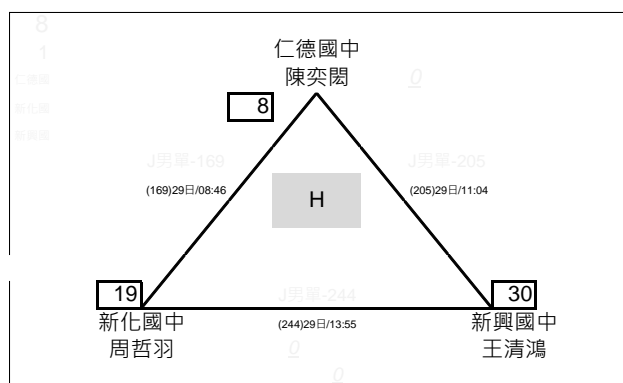 8
1
仁德國
新化國
新興國
仁德國中
陳奕閎
0
8
J男單-169
J男單-205
(169)29日/08:46
H
(205)29日/11:04
19
J男單-244
30
新化國中
(244)29日/13:55
新興國中
周哲羽
0
王清鴻
0